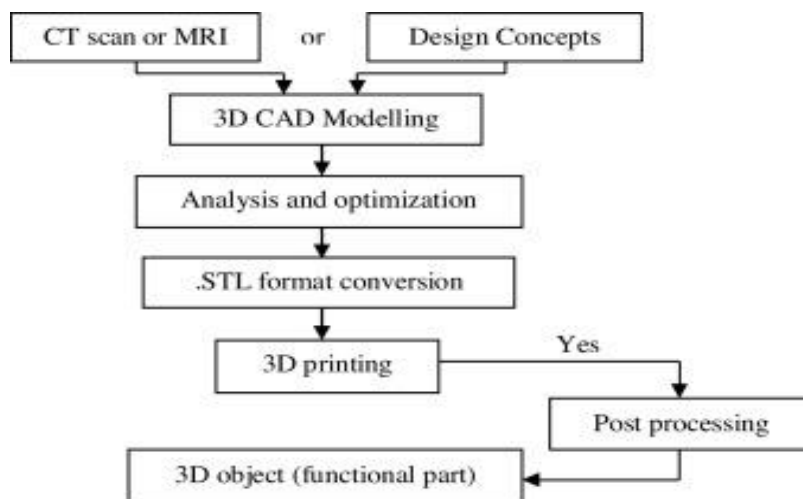 CT scan or MRI or Design Concepts
3D CAD Modelling
Analysis and optimization
.STL format conversion
3D printing
Yes
Post processing
3D object (functional part)